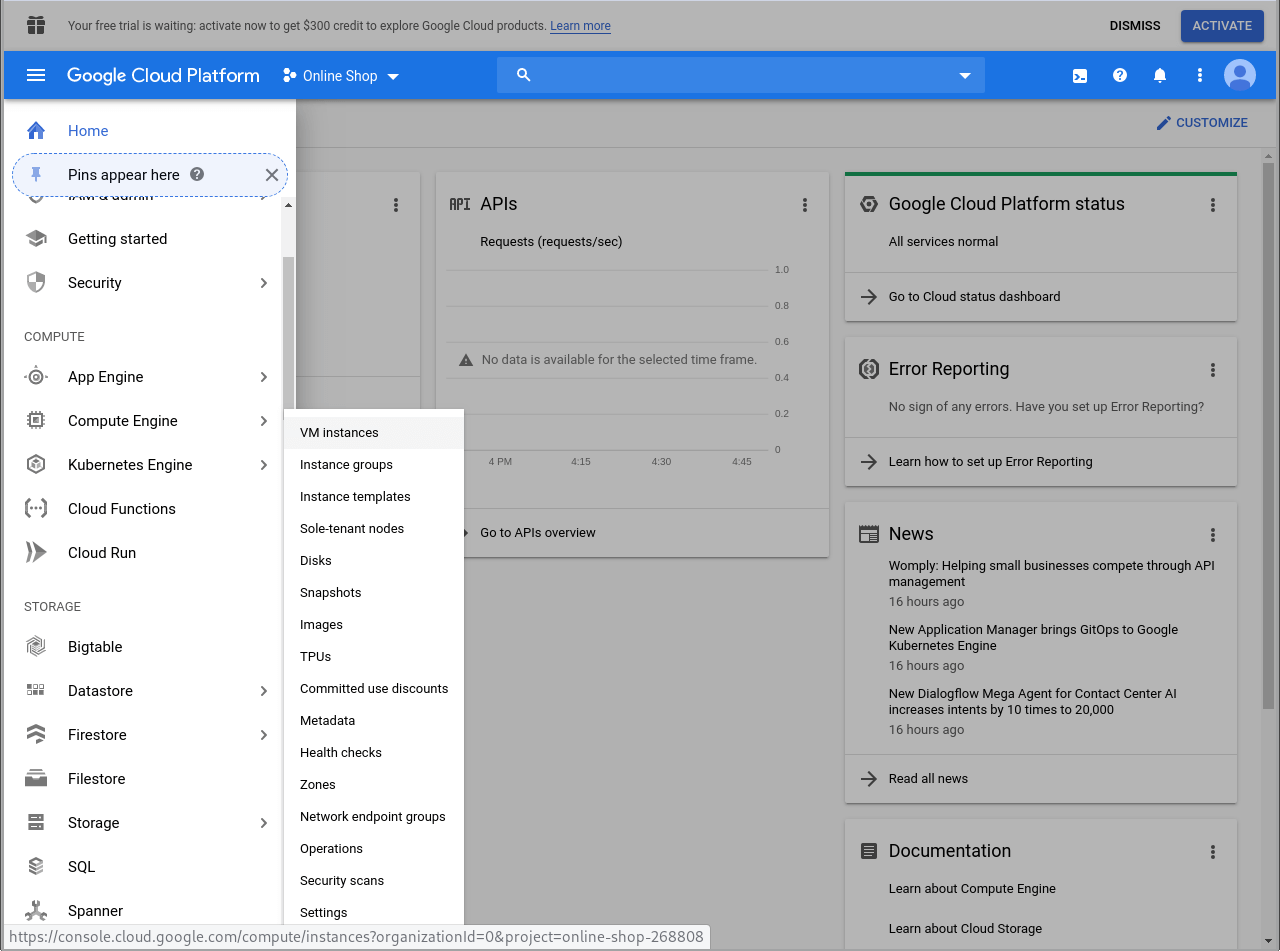 Your free trial is waiting: activate now to get $300 credit to explore Google Cloud products. Learn more
DISMISS
ACTIVATE
Google Cloud Platform
Online Shop
Home
CUSTOMIZE
Pins appear here
IAM & admin
Getting started
Security
COMPUTE
App Engine
Compute Engine
Kubernetes Engine
Cloud Functions
Cloud Run
STORAGE
Bigtable
Datastore
Firestore
Filestore
Storage
SQL
Spanner
VM instances
Instance groups
Instance templates
Sole-tenant nodes
Disks
Snapshots
Images
TPUs
Committed use discounts
Metadata
Health checks
Zones
Network endpoint groups
Operations
Security scans
Settings
API APIs
Requests (requests/sec)
1.0
0.8
0.6
No data is available for the selected time frame.
0.4
0.2
0
4 PM 4:15 4:30 4:45
Go to APIs overview
Google Cloud Platform status
All services normal
Go to Cloud status dashboard
Error Reporting
No sign of any errors. Have you set up Error Reporting?
Learn how to set up Error Reporting
News
Womply: Helping small businesses compete through API
management
16 hours ago
New Application Manager brings GitOps to Google
Kubernetes Engine
16 hours ago
New Dialogflow Mega Agent for Contact Center AI
increases intents by 10 times to 20,000
16 hours ago
Read all news
Documentation
Learn about Compute Engine
Learn about Cloud Storage
https://console.cloud.google.com/compute/instances?organizationId=0&project=online-shop-268808